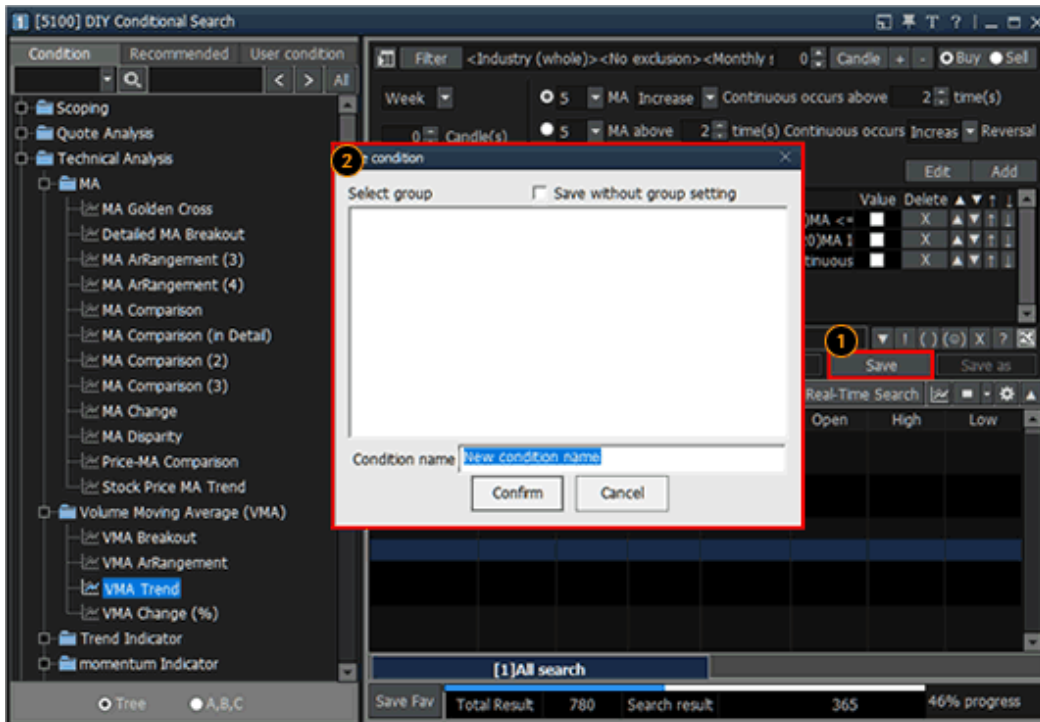 1 [5100] DIY Conditional Search T ?
Condition Recommended User condition
< > All
Scoping
Quote Analysis
Technical Analysis
MA
MA Golden Cross
Detailed MA Breakout
MA ArRangement (3)
MA ArRangement (4)
MA Comparison
MA Comparison (in Detail)
MA Comparison (2)
MA Comparison (3)
MA Change
MA Disparity
Price-MA Comparison
Stock Price MA Trend
Volume Moving Average (VMA)
VMA Breakout
VMA ArRangement
VMA Trend
VMA Change (%)
Trend Indicator
momentum Indicator
Tree A,B,C
Filter <Industry (whole)><No exclusion><Monthly 0 Candle + - Buy Sell
Week 5 MA Increase Continuous occurs above 2 time(s)
0 Candle(s) 5 MA above 2 time(s) Continuous occurs Increas Reversal
Edit Add
Value Delete ▲ ▼ ↑ ↓
)MA <= X ▲ ▼ ↑ ↓
0)MA X ▲ ▼ ↑ ↓
tinuous X ▲ ▼ ↑ ↓
2 condition X
Select group Save without group setting
Condition name New condition name
Confirm Cancel
1 ▼ ! ( ) (☺) X ?
Save Save as
Real-Time Search
Open High Low
[1]All search
Save Fav Total Result 780 Search result 365 46% progress